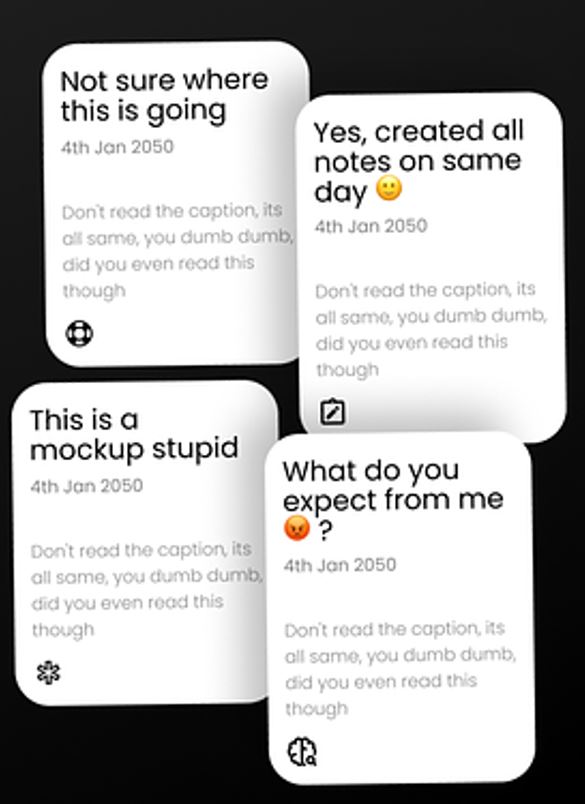 Not sure where
this is going
4th Jan 2050
Don't read the caption, its
all same, you dumb dumb,
did you even read this
though
Yes, created all
notes on same
day 🙂
4th Jan 2050
Don't read the caption, its
all same, you dumb dumb,
did you even read this
though
This is a
mockup stupid
4th Jan 2050
Don't read the caption, its
all same, you dumb dumb,
did you even read this
though
What do you
expect from me
😡 ?
4th Jan 2050
Don't read the caption, its
all same, you dumb dumb,
did you even read this
though